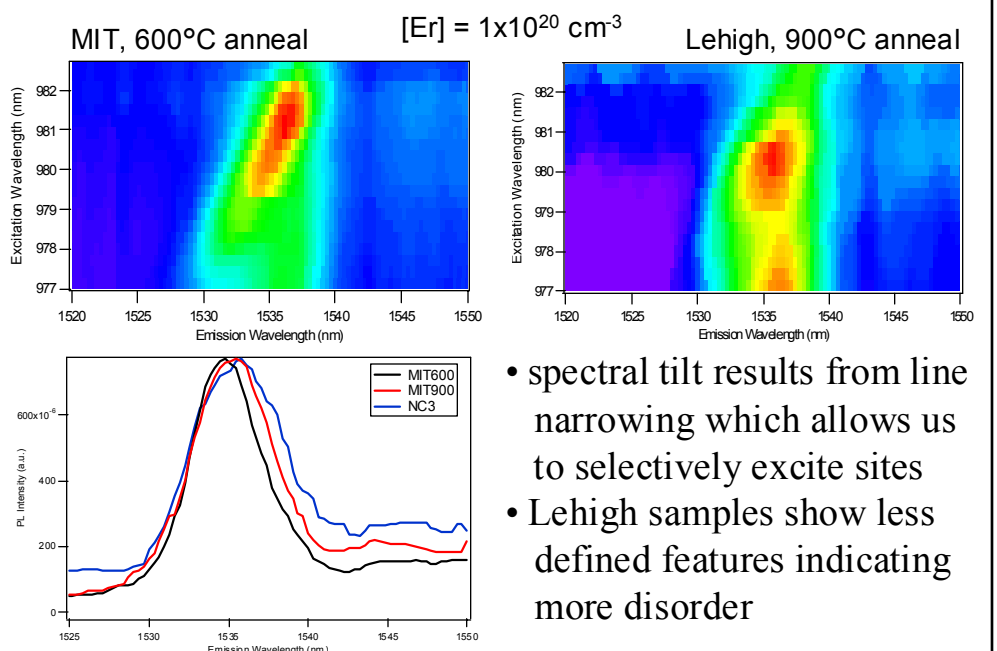 [Er] = 1x10²⁰ cm⁻³
MIT, 600°C anneal
Lehigh, 900°C anneal
Excitation Wavelength (nm)
982
981
980
979
978
977
1520 1525 1530 1535 1540 1545 1550
Emission Wavelength (nm)
Excitation Wavelength (nm)
982
981
980
979
978
977
1520 1525 1530 1535 1540 1545 1550
Emission Wavelength (nm)
PL Intensity (a.u.)
600x10⁻⁶
400
200
0
MIT600
MIT900
NC3
1525 1530 1535 1540 1545 1550
Emission Wavelength (nm)
• spectral tilt results from line
narrowing which allows us
to selectively excite sites
• Lehigh samples show less
defined features indicating
more disorder